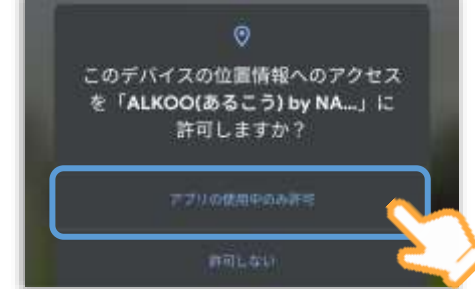 このデバイスの位置情報へのアクセス
を「ALKOO(あるこう) by NA...」に
許可しますか？
アプリの使用中のみ許可
許可しない